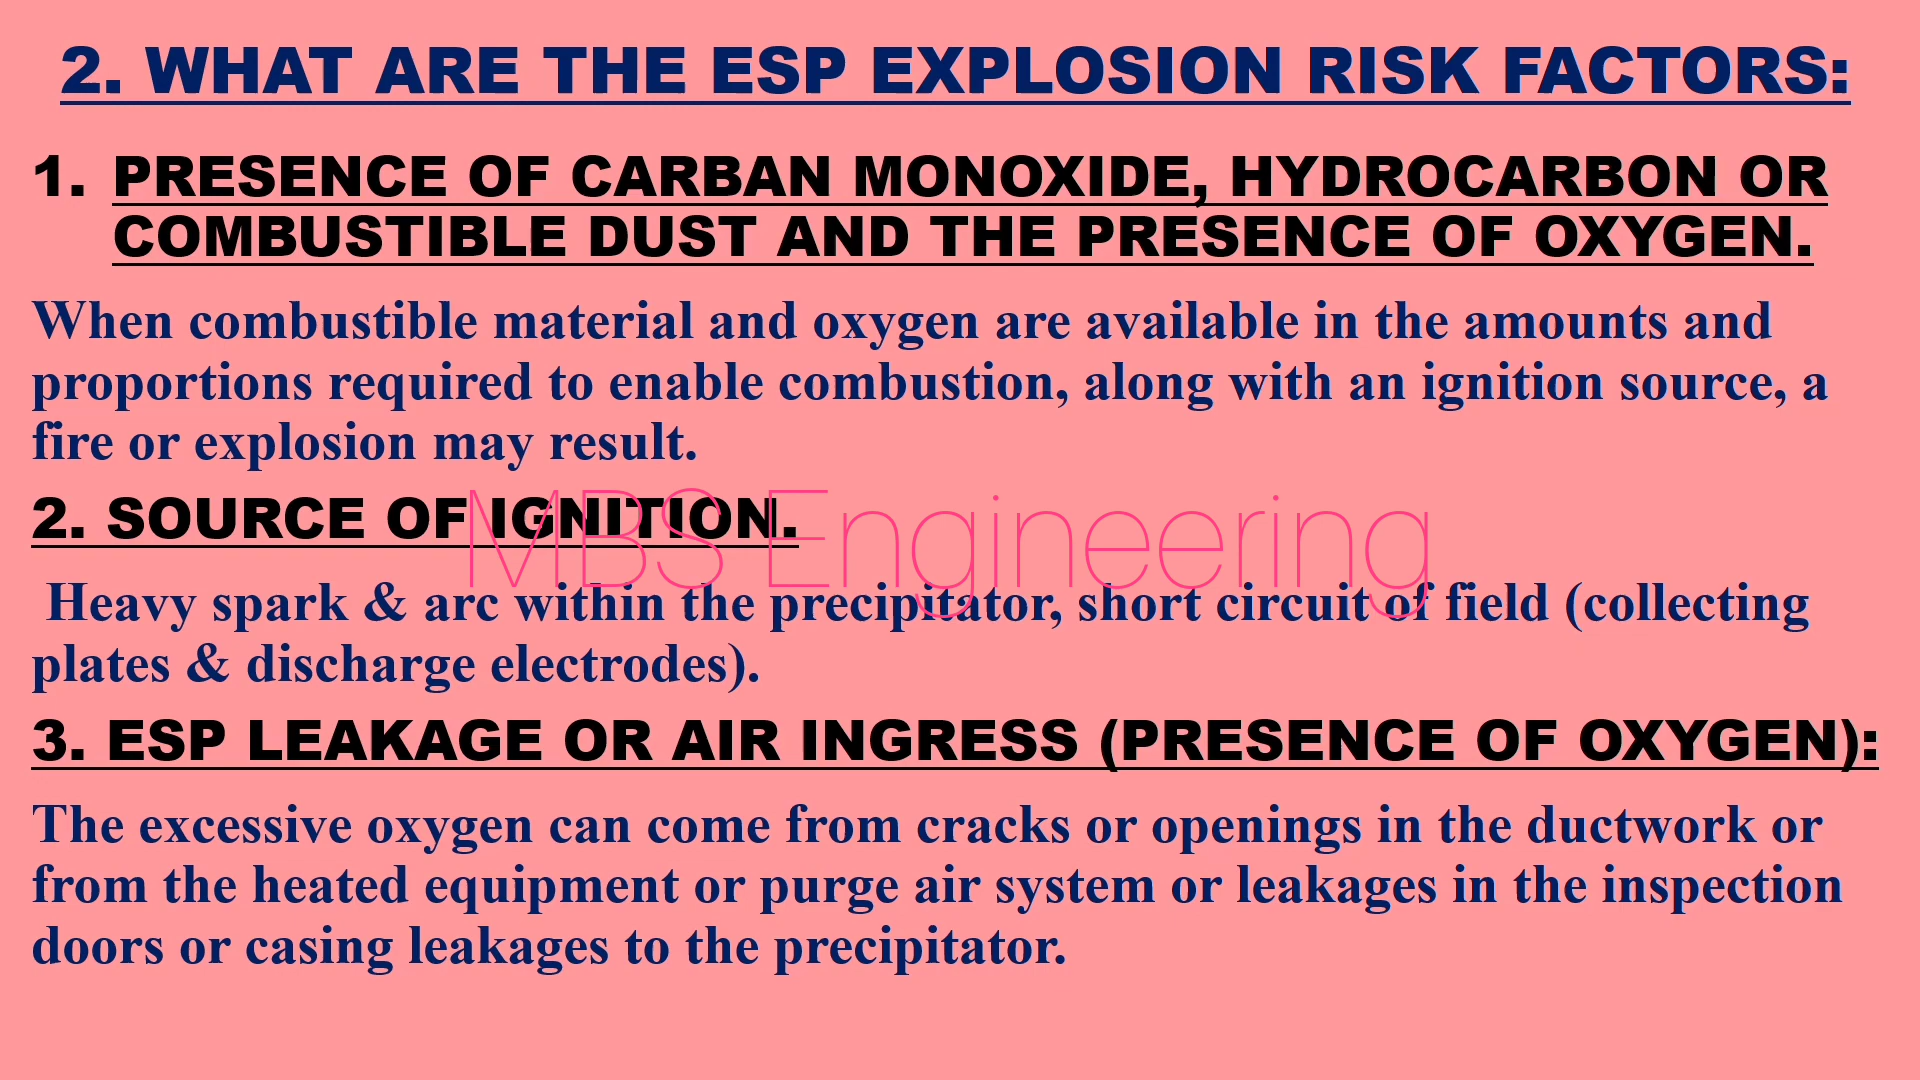 2. WHAT ARE THE ESP EXPLOSION RISK FACTORS:
1. PRESENCE OF CARBAN MONOXIDE, HYDROCARBON OR
COMBUSTIBLE DUST AND THE PRESENCE OF OXYGEN.
When combustible material and oxygen are available in the amounts and
proportions required to enable combustion, along with an ignition source, a
fire or explosion may result.
2. SOURCE OF IGNITION.
MBS Engineering
Heavy spark & arc within the precipitator, short circuit of field (collecting
plates & discharge electrodes).
3. ESP LEAKAGE OR AIR INGRESS (PRESENCE OF OXYGEN):
The excessive oxygen can come from cracks or openings in the ductwork or
from the heated equipment or purge air system or leakages in the inspection
doors or casing leakages to the precipitator.